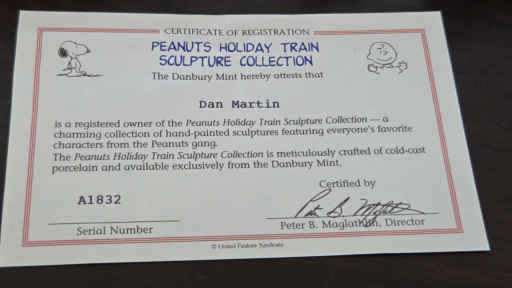 CERTIFICATE OF REGISTRATION
PEANUTS HOLIDAY TRAIN
SCULPTURE COLLECTION
The Danbury Mint hereby attests that
Dan Martin
is a registered owner of the Peanuts Holiday Train Sculpture Collection — a
charming collection of hand-painted sculptures featuring everyone's favorite
characters from the Peanuts gang.
The Peanuts Holiday Train Sculpture Collection is meticulously crafted of cold-cast
porcelain and available exclusively from the Danbury Mint.
Certified by
A1832
Peter B. Maglathlin
Serial Number
Peter B. Maglathlin, Director
© United Feature Syndicate